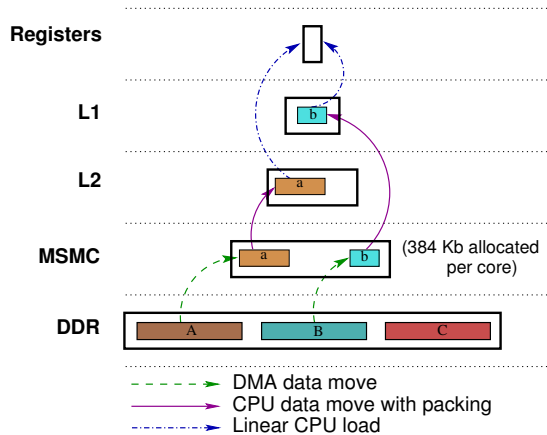 Registers
L1
b
L2
a
MSMC
a
b
(384 Kb allocated
per core)
DDR
A
B
C
DMA data move
CPU data move with packing
Linear CPU load